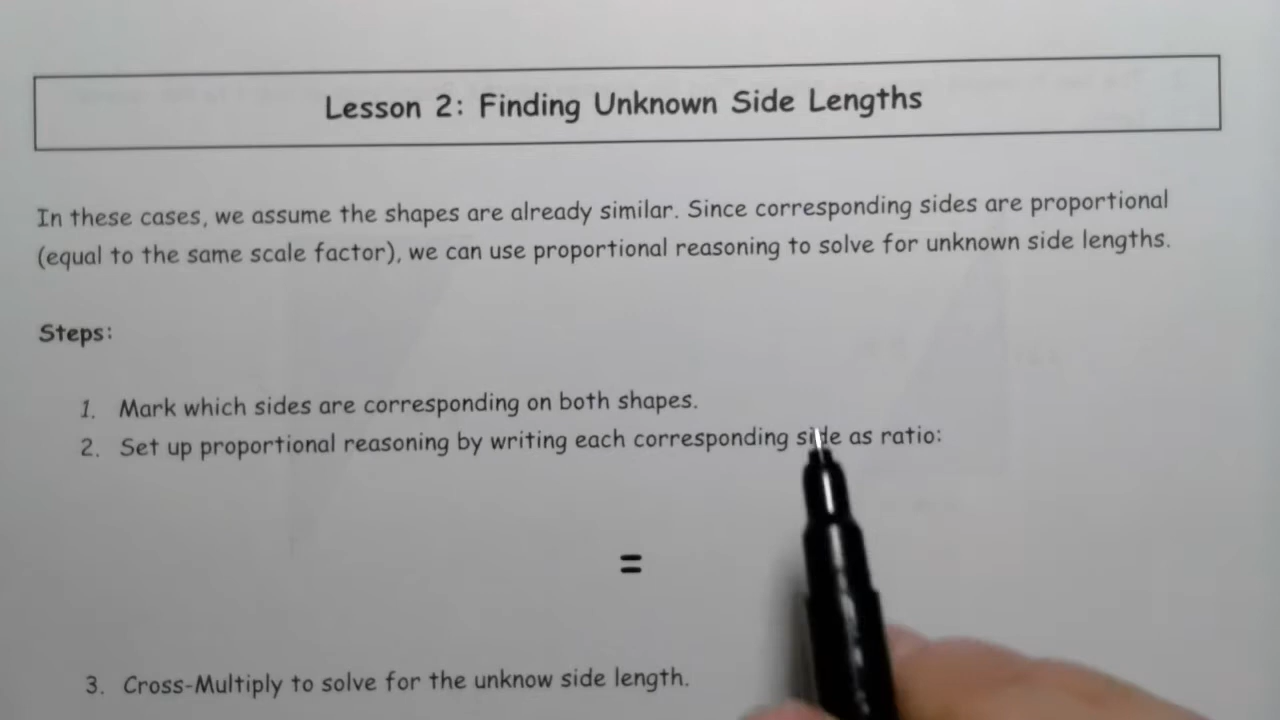 Lesson 2: Finding Unknown Side Lengths
In these cases, we assume the shapes are already similar. Since corresponding sides are proportional
(equal to the same scale factor), we can use proportional reasoning to solve for unknown side lengths.
Steps:
1. Mark which sides are corresponding on both shapes.
2. Set up proportional reasoning by writing each corresponding side as ratio:
=
3. Cross-Multiply to solve for the unknow side length.